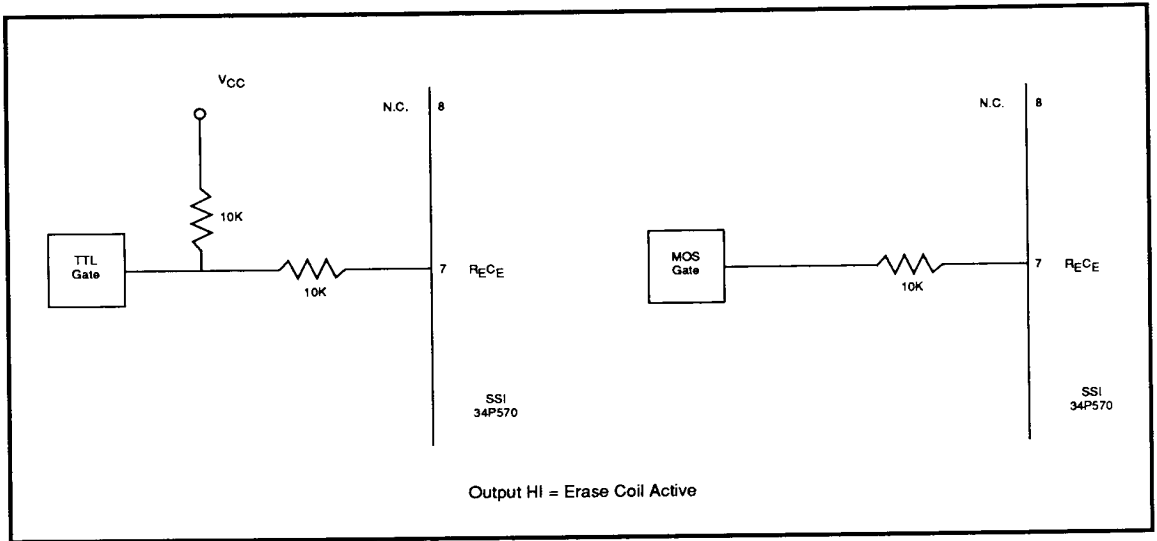 VCC
N.C. 8
10K
TTL
Gate
7 RECE
10K
SSI
34P570
N.C. 8
MOS
Gate
7 RECE
10K
SSI
34P570
Output HI = Erase Coil Active